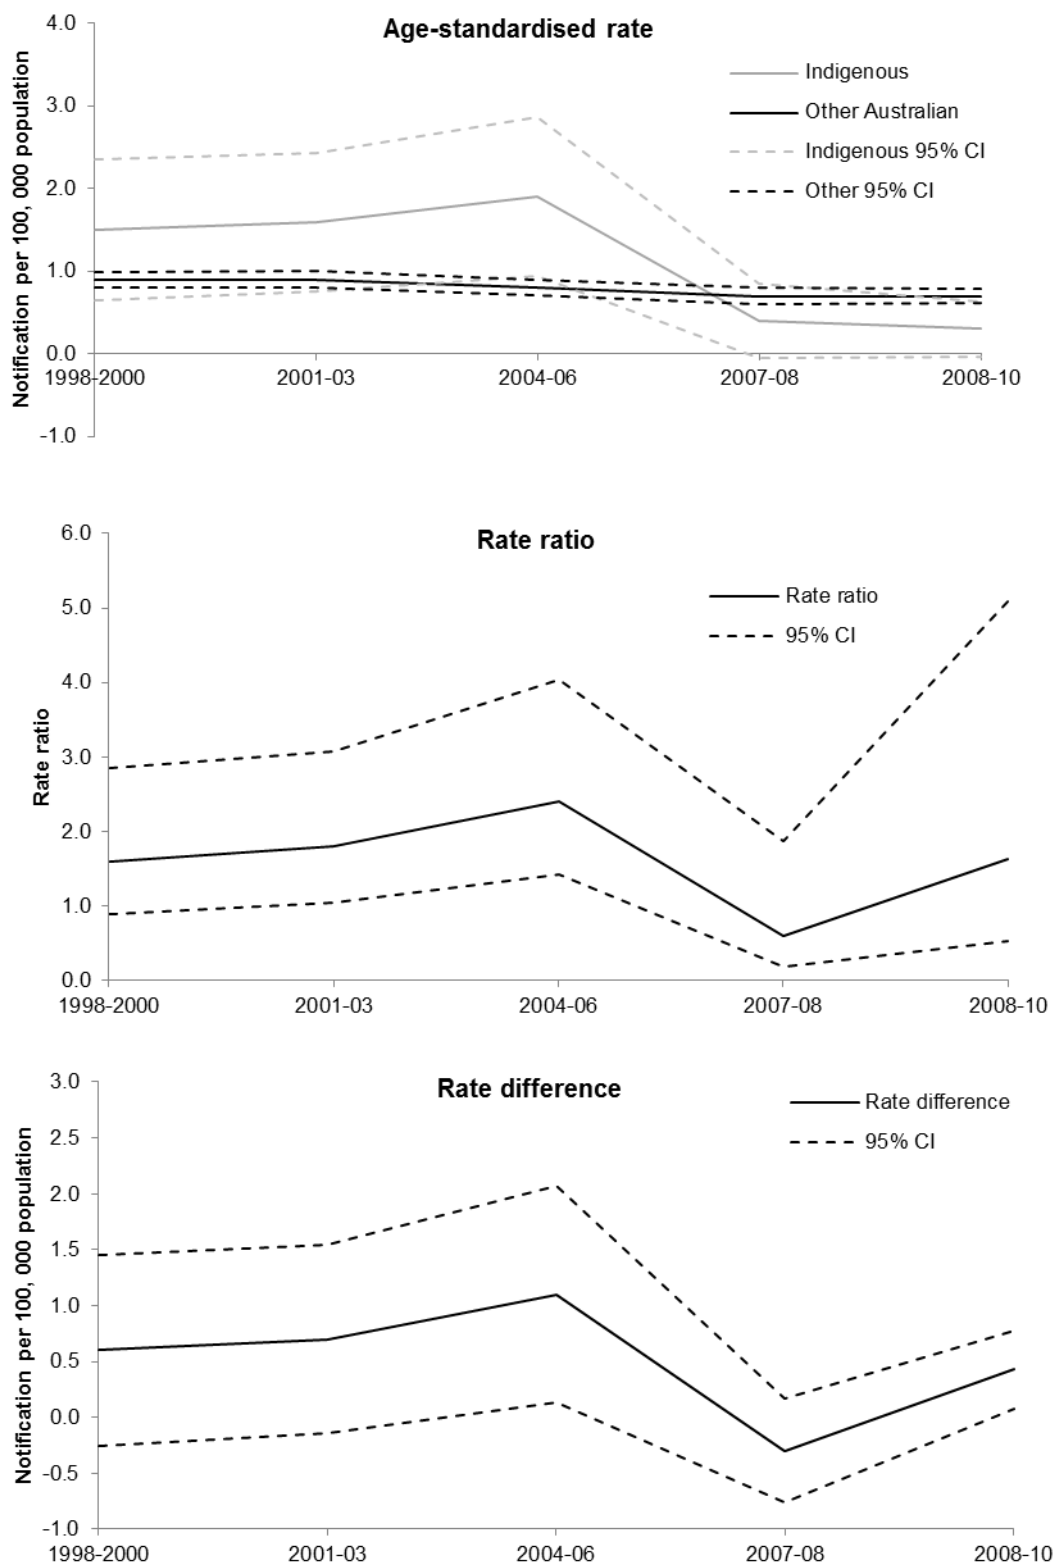 Age-standardised rate
Notification per 100, 000 population
4.0
3.0
2.0
1.0
0.0
-1.0
Indigenous
Other Australian
Indigenous 95% CI
Other 95% CI
1998-2000
2001-03
2004-06
2007-08
2008-10
Rate ratio
Rate ratio
6.0
5.0
4.0
3.0
2.0
1.0
0.0
Rate ratio
95% CI
1998-2000
2001-03
2004-06
2007-08
2008-10
Rate difference
Notification per 100, 000 population
3.0
2.5
2.0
1.5
1.0
0.5
0.0
-0.5
-1.0
Rate difference
95% CI
1998-2000
2001-03
2004-06
2007-08
2008-10